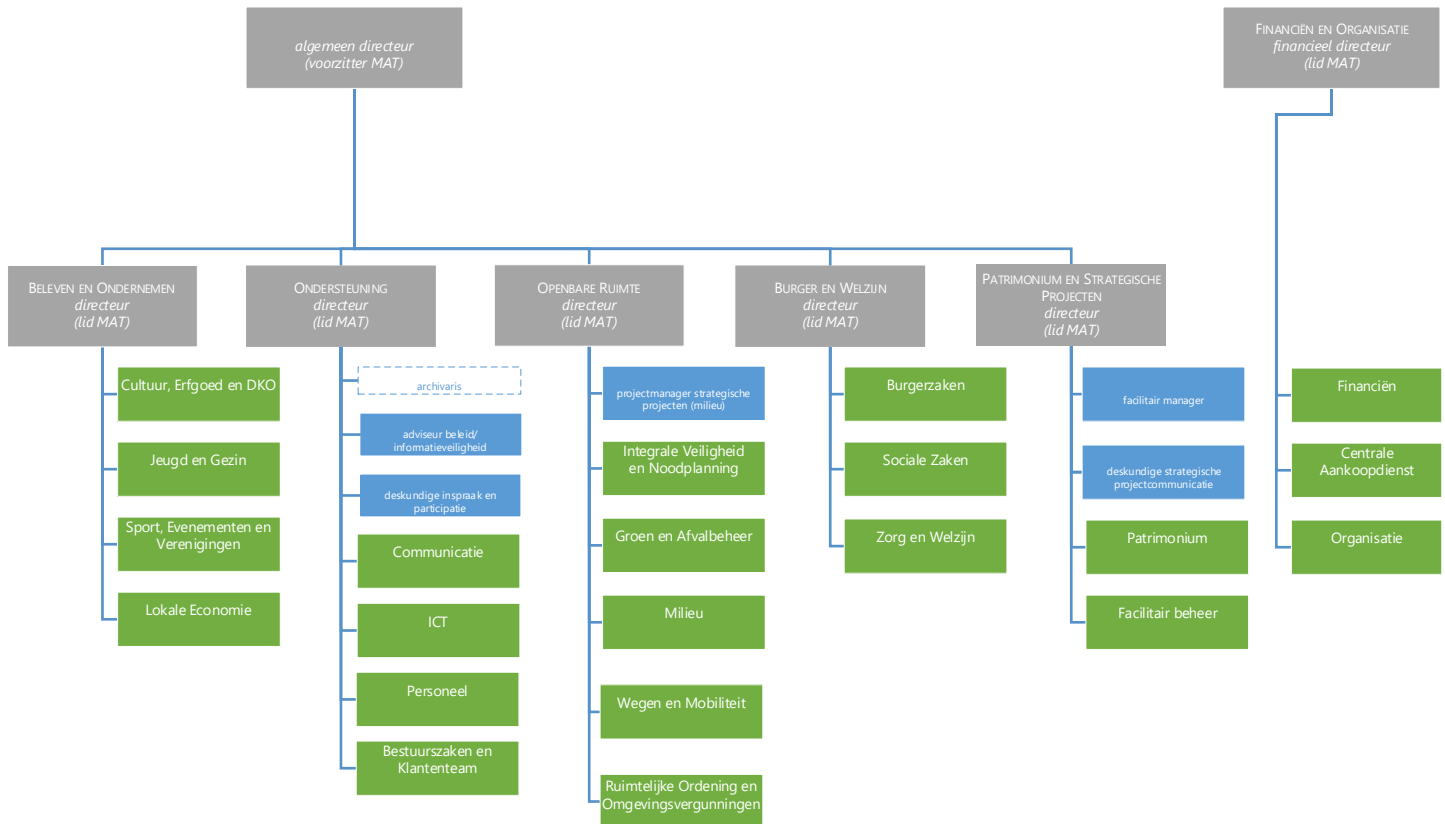 algemeen directeur
(voorzitter MAT)
FINANCIËN EN ORGANISATIE
financieel directeur
(lid MAT)
BELEVEN EN ONDERNEMEN
directeur
(lid MAT)
Cultuur, Erfgoed en DKO
Jeugd en Gezin
Sport, Evenementen en
Verenigingen
Lokale Economie
ONDERSTEUNING
directeur
(lid MAT)
archivaris
adviseur beleid/
informatieveiligheid
deskundige inspraak en
participatie
Communicatie
ICT
Personeel
Bestuurszaken en
Klantenteam
OPENBARE RUIMTE
directeur
(lid MAT)
projectmanager strategische
projecten (milieu)
Integrale Veiligheid
en Noodplanning
Groen en Afvalbeheer
Milieu
Wegen en Mobiliteit
Ruimtelijke Ordening en
Omgevingsvergunningen
BURGER EN WELZIJN
directeur
(lid MAT)
Burgerzaken
Sociale Zaken
Zorg en Welzijn
PATRIMONIUM EN STRATEGISCHE
PROJECTEN
directeur
(lid MAT)
facilitair manager
deskundige strategische
projectcommunicatie
Patrimonium
Facilitair beheer
Financiën
Centrale
Aankoopdienst
Organisatie